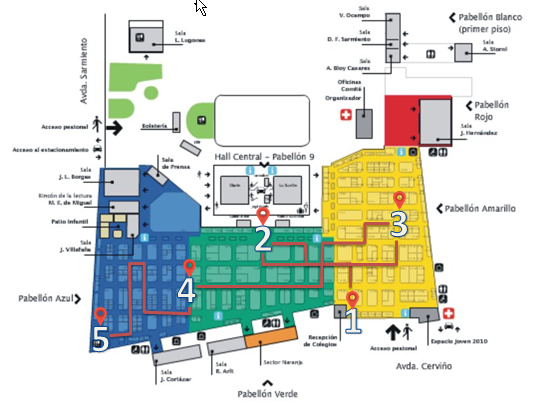 Sala
V. Ocampo
Sala
D. F. Sarmiento
Sala
A. Bioy Casares
Oficinas
Comité
Organizador
Pabellón Blanco
(primer piso)
Sala
A. Storni
Sala
L. Lugones
Avda. Sarmiento
Pabellón
Rojo
Sala
J. Hernández
Acceso peatonal
Boletería
Acceso al estacionamiento
Sala
de Prensa
Hall Central – Pabellón 9
Sala
J. L. Borges
Rincón de la lectura
M. E. de Miguel
Patio Infantil
Sala
J. Villafañe
Pabellón Amarillo
1
2
3
4
5
Pabellón Azul
Sala
J. Cortázar
Sala
R. Arlt
Sector Naranja
Recepción
de Colegios
Acceso peatonal
Espacio Joven 2010
Avda. Cerviño
Pabellón Verde